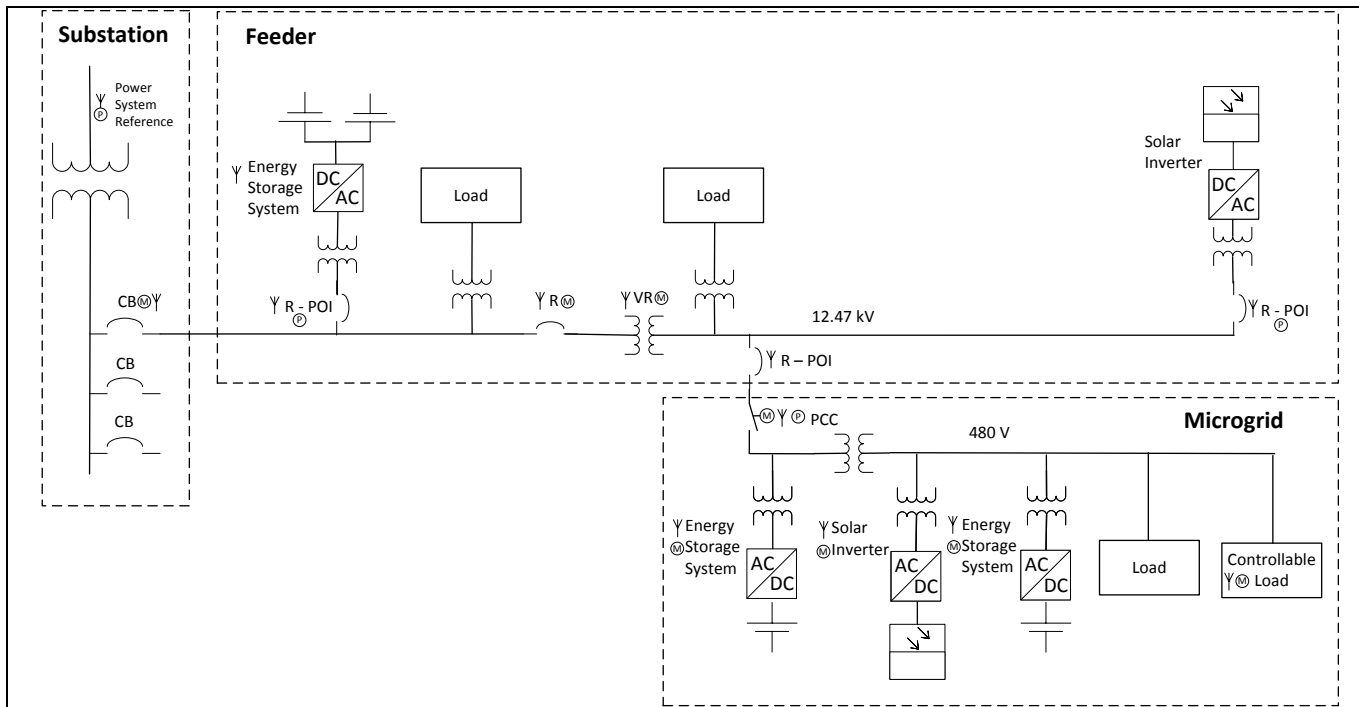 Substation
Feeder
Power
System
Reference
P
Energy
Storage
System
DC
AC
Load
Load
Solar
Inverter
DC
AC
CB M
R - POI
P
R M
VR M
12.47 kV
R - POI
P
CB
R – POI
CB
M P PCC
Microgrid
480 V
Energy
M Storage
System
AC
DC
Solar
M Inverter
AC
DC
Energy
M Storage
System
AC
DC
Load
Controllable
M Load